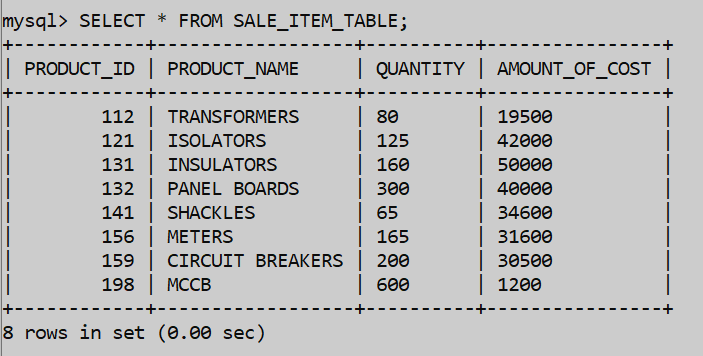 mysql> SELECT * FROM SALE_ITEM_TABLE;
+------------+------------------+----------+----------------+
| PRODUCT_ID | PRODUCT_NAME     | QUANTITY | AMOUNT_OF_COST |
+------------+------------------+----------+----------------+
|        112 | TRANSFORMERS     | 80       | 19500          |
|        121 | ISOLATORS        | 125      | 42000          |
|        131 | INSULATORS       | 160      | 50000          |
|        132 | PANEL BOARDS     | 300      | 40000          |
|        141 | SHACKLES         | 65       | 34600          |
|        156 | METERS           | 165      | 31600          |
|        159 | CIRCUIT BREAKERS | 200      | 30500          |
|        198 | MCCB             | 600      | 1200           |
+------------+------------------+----------+----------------+
8 rows in set (0.00 sec)